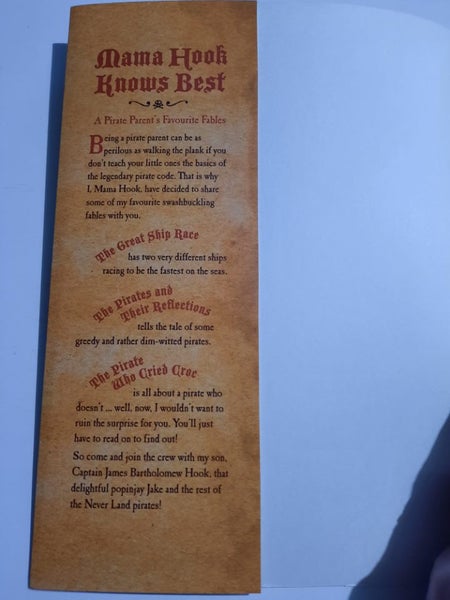 Mama Hook
Knows Best
A Pirate Parent's Favourite Fables
Being a pirate parent can be as
perilous as walking the plank if you
don't teach your little ones the basics of
the legendary pirate code. That is why
I, Mama Hook, have decided to share
some of my favourite swashbuckling
fables with you.
The Great Ship Race
has two very different ships
racing to be the fastest on the seas.
The Pirates and
Their Reflections
tells the tale of some
greedy and rather dim-witted pirates.
The Pirate
Who Cried Croc
is all about a pirate who
doesn't ... well, now, I wouldn't want to
ruin the surprise for you. You'll just
have to read on to find out!
So come and join the crew with my son,
Captain James Bartholomew Hook, that
delightful popinjay Jake and the rest of
the Never Land pirates!